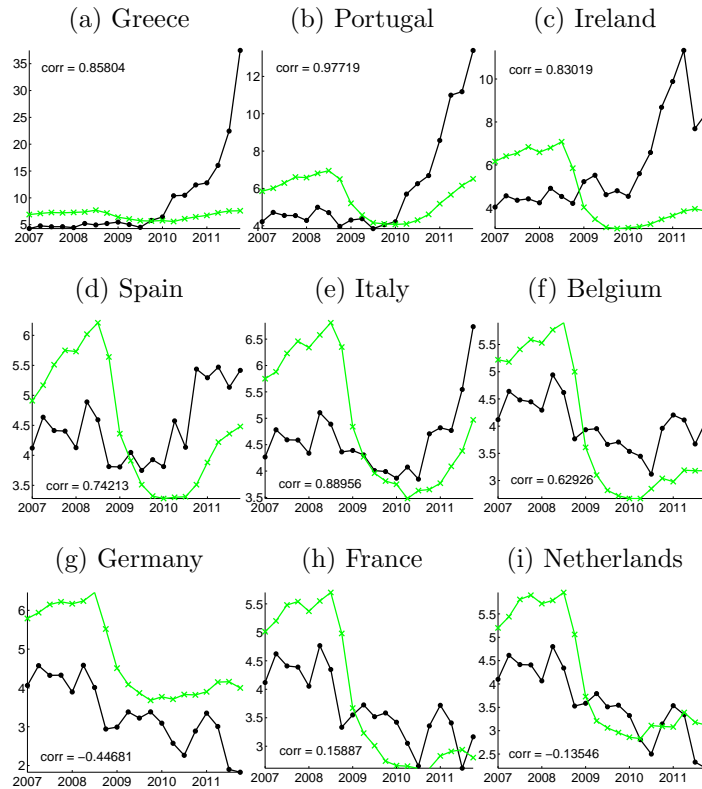 (a) Greece
(b) Portugal
(c) Ireland
35
30
25
20
15
10
5
corr = 0.85804
2007 2008 2009 2010 2011
12
10
8
6
4
corr = 0.97719
2007 2008 2009 2010 2011
10
8
6
4
corr = 0.83019
2007 2008 2009 2010 2011
(d) Spain
(e) Italy
(f) Belgium
6
5.5
5
4.5
4
3.5
corr = 0.74213
2007 2008 2009 2010 2011
6.5
6
5.5
5
4.5
4
3.5
corr = 0.88956
2007 2008 2009 2010 2011
5.5
5
4.5
4
3.5
3
corr = 0.62926
2007 2008 2009 2010 2011
(g) Germany
(h) France
(i) Netherlands
6
5
4
3
2
corr = −0.44681
2007 2008 2009 2010 2011
5.5
5
4.5
4
3.5
3
corr = 0.15887
2007 2008 2009 2010 2011
5.5
5
4.5
4
3.5
3
2.5
2.2
corr = −0.13546
2007 2008 2009 2010 2011